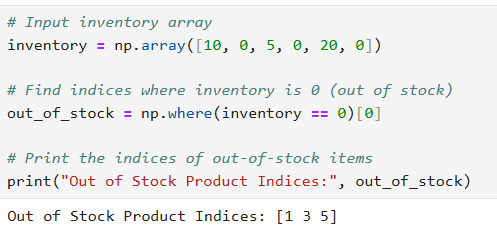 # Input inventory array
inventory = np.array([10, 0, 5, 0, 20, 0])
# Find indices where inventory is 0 (out of stock)
out_of_stock = np.where(inventory == 0)[0]
# Print the indices of out-of-stock items
print("Out of Stock Product Indices:", out_of_stock)
Out of Stock Product Indices: [1 3 5]